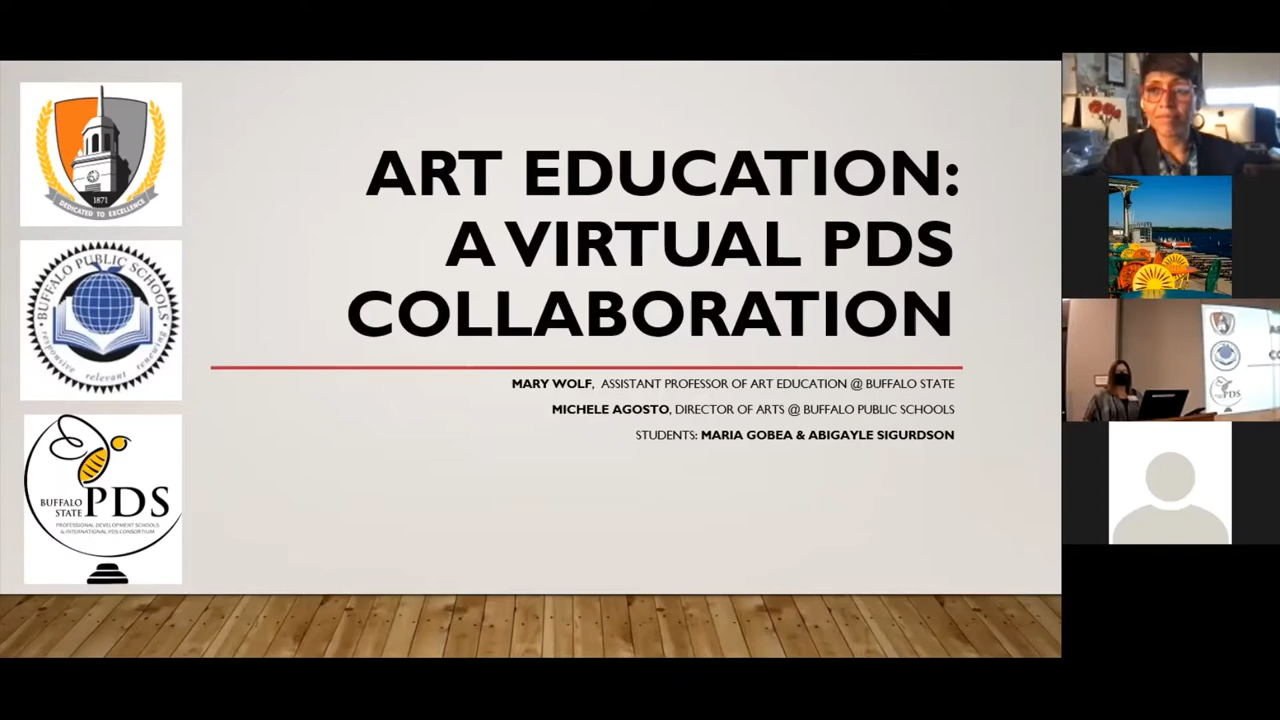 1871
DEDICATED TO EXCELLENCE
BUFFALO PUBLIC SCHOOLS
responsive relevant renewing
BUFFALO
STATE
PDS
PROFESSIONAL DEVELOPMENT SCHOOLS
& INTERNATIONAL PDS CONSORTIUM
ART EDUCATION:
A VIRTUAL PDS
COLLABORATION
MARY WOLF, ASSISTANT PROFESSOR OF ART EDUCATION @ BUFFALO STATE
MICHELE AGOSTO, DIRECTOR OF ARTS @ BUFFALO PUBLIC SCHOOLS
STUDENTS: MARIA GOBEA & ABIGAYLE SIGURDSON
PDS